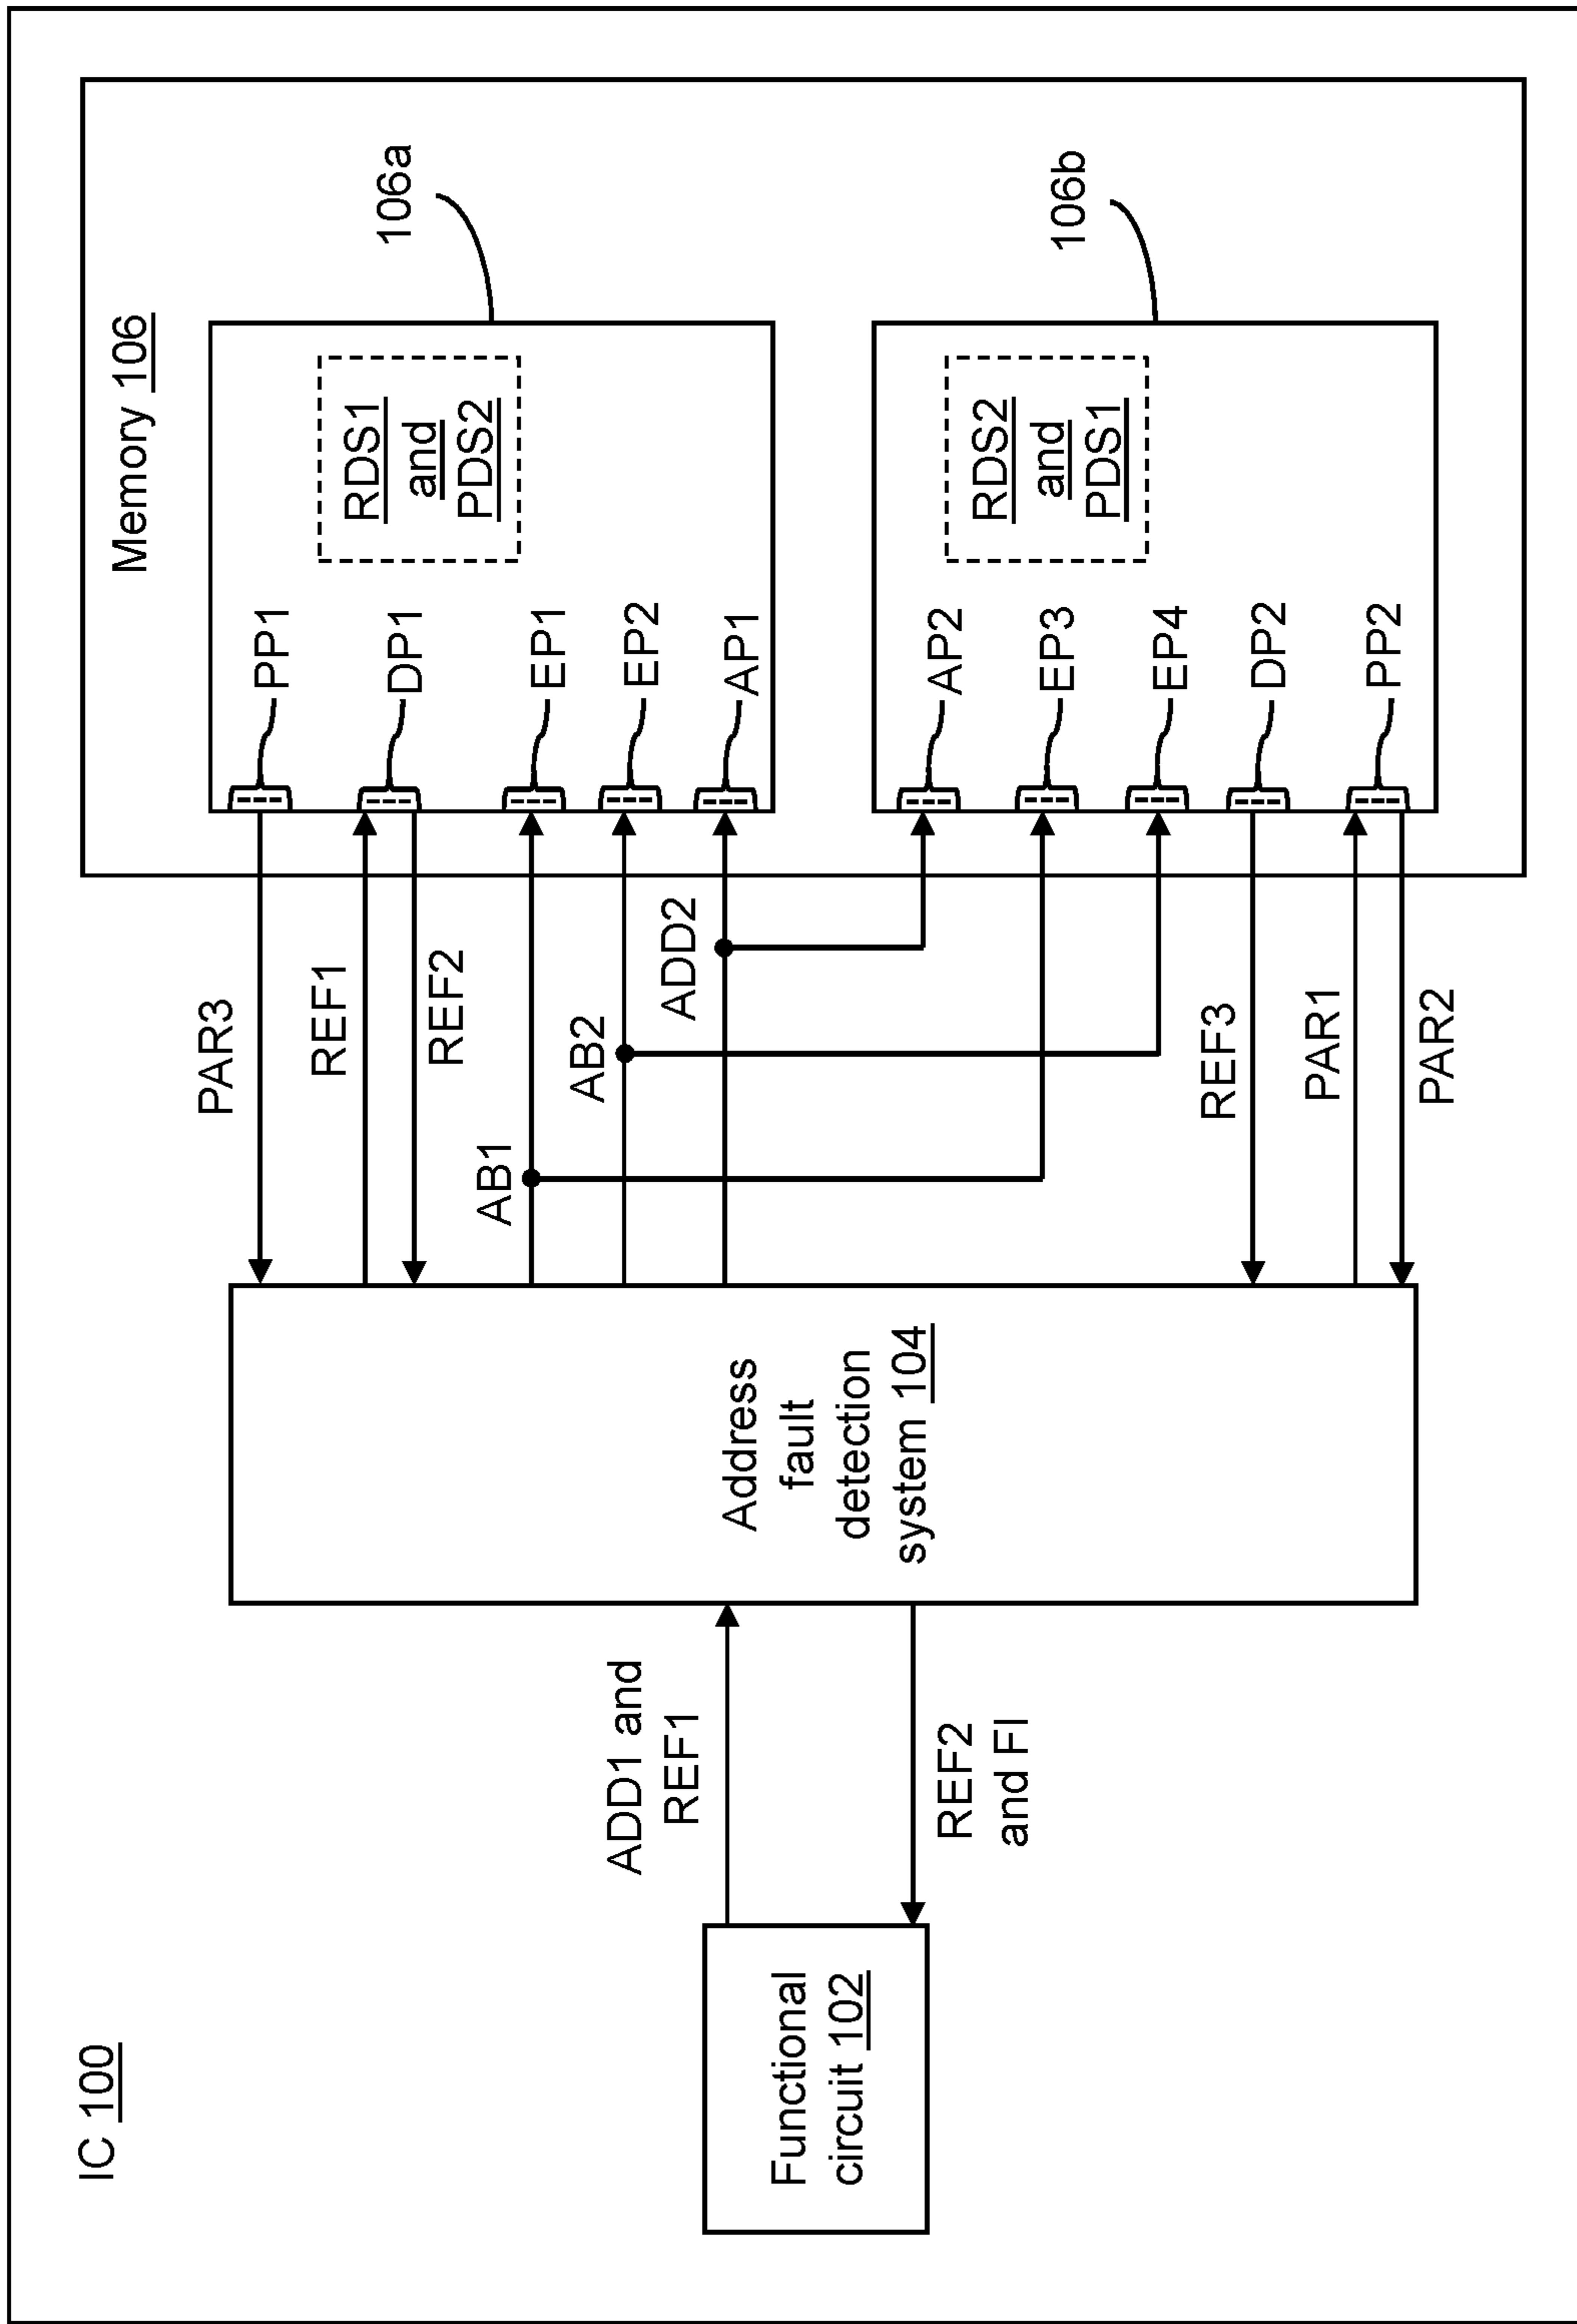 IC 100
Functional
circuit 102
ADD1 and
REF1
REF2
and FI
Address
fault
detection
system 104
PAR3
REF1
REF2
AB1
AB2
ADD2
REF3
PAR1
PAR2
Memory 106
PP1
DP1
EP1
EP2
AP1
RDS1
and
PDS2
106a
AP2
EP3
EP4
DP2
PP2
RDS2
and
PDS1
106b